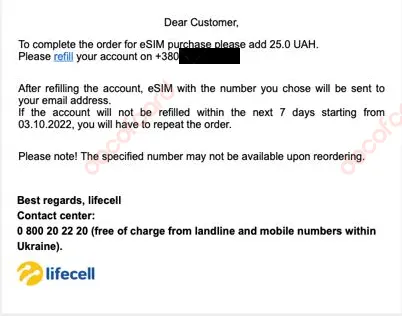 Dear Customer,
To complete the order for eSIM purchase please add 25.0 UAH.
Please refill your account on +380
After refilling the account, eSIM with the number you chose will be sent to
your email address.
If the account will not be refilled within the next 7 days starting from
03.10.2022, you will have to repeat the order.
Please note! The specified number may not be available upon reordering.
Best regards, lifecell
Contact center:
0 800 20 22 20 (free of charge from landline and mobile numbers within
Ukraine).
lifecell